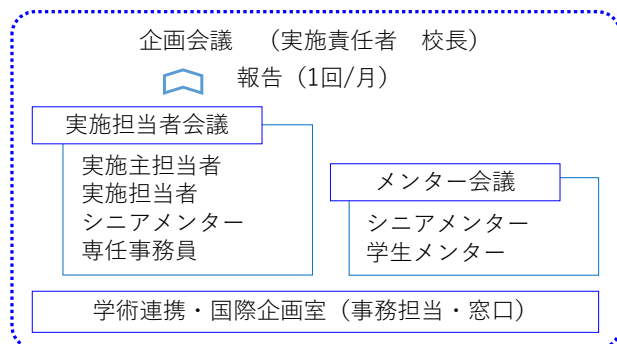 企画会議　（実施責任者　校長）
報告（1回/月）
実施担当者会議
実施主担当者
実施担当者
シニアメンター
専任事務員
メンター会議
シニアメンター
学生メンター
学術連携・国際企画室（事務担当・窓口）